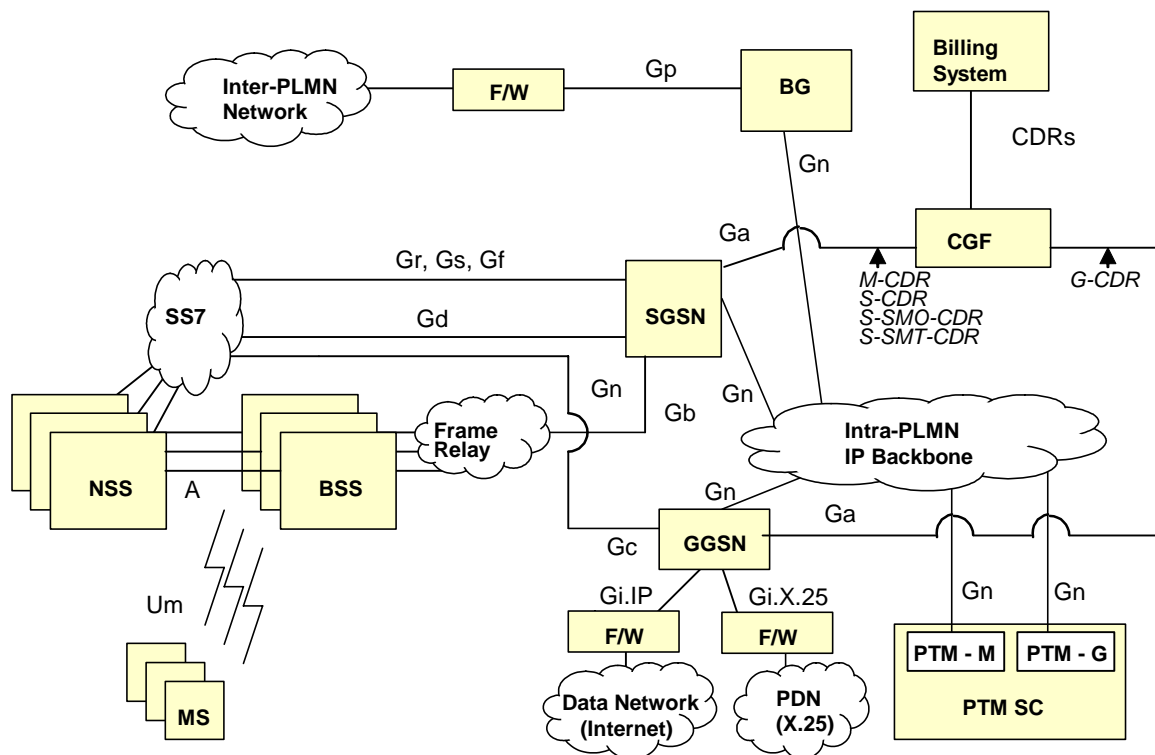 Inter-PLMN
Network
F/W
Gp
BG
Billing
System
CDRs
Gn
Ga
CGF
Gr, Gs, Gf
M-CDR
S-CDR
S-SMO-CDR
S-SMT-CDR
G-CDR
SS7
Gd
SGSN
Gn
Gb
Gn
Frame
Relay
Intra-PLMN
IP Backbone
NSS
A
BSS
Gn
Ga
Gc
GGSN
Um
Gi.IP
Gi.X.25
Gn
Gn
F/W
F/W
PTM - M
PTM - G
MS
Data Network
(Internet)
PDN
(X.25)
PTM SC